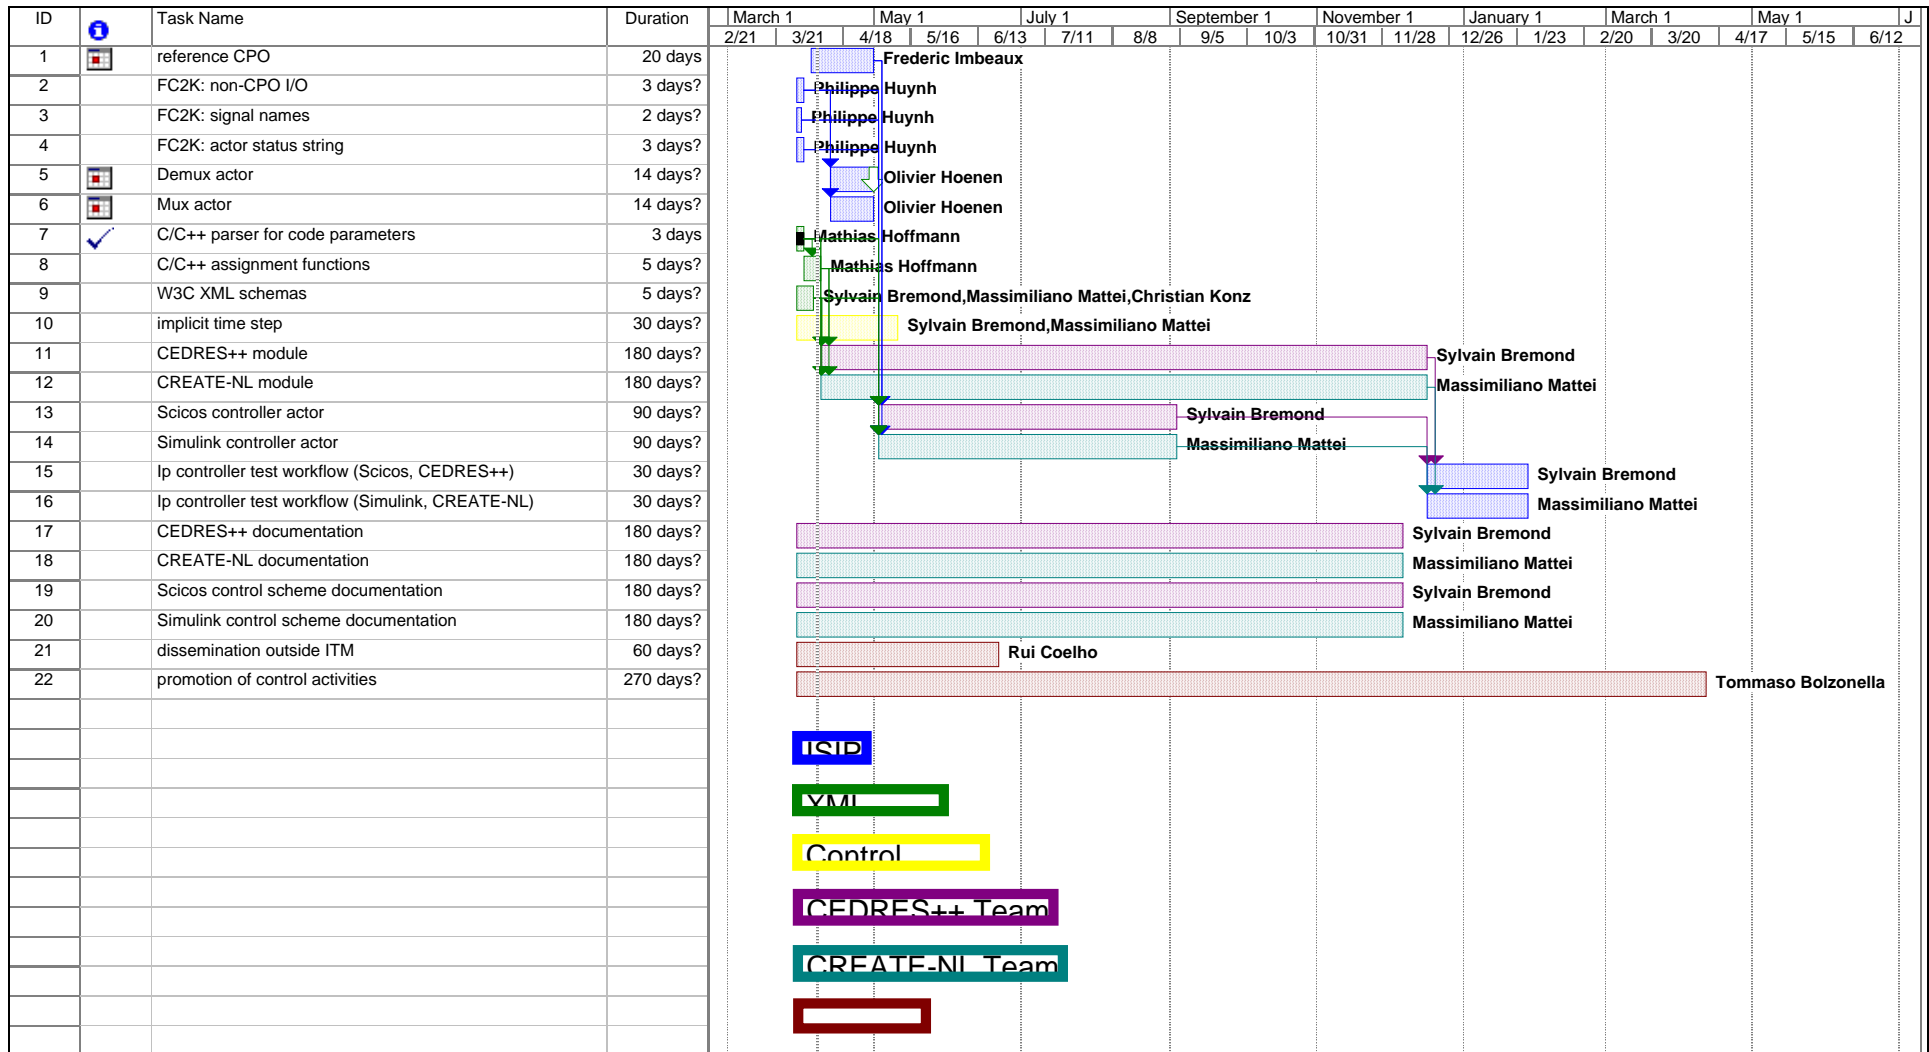 ID Task Name Duration March 1 May 1 July 1 September 1 November 1 January 1 March 1 May 1 J
2/21 3/21 4/18 5/16 6/13 7/11 8/8 9/5 10/3 10/31 11/28 12/26 1/23 2/20 3/20 4/17 5/15 6/12
1 reference CPO 20 days Frederic Imbeaux
2 FC2K: non-CPO I/O 3 days? Philippe Huynh
3 FC2K: signal names 2 days? Philippe Huynh
4 FC2K: actor status string 3 days? Philippe Huynh
5 Demux actor 14 days? Olivier Hoenen
6 Mux actor 14 days? Olivier Hoenen
7 C/C++ parser for code parameters 3 days Mathias Hoffmann
8 C/C++ assignment functions 5 days? Mathias Hoffmann
9 W3C XML schemas 5 days? Sylvain Bremond,Massimiliano Mattei,Christian Konz
10 implicit time step 30 days? Sylvain Bremond,Massimiliano Mattei
11 CEDRES++ module 180 days? Sylvain Bremond
12 CREATE-NL module 180 days? Massimiliano Mattei
13 Scicos controller actor 90 days? Sylvain Bremond
14 Simulink controller actor 90 days? Massimiliano Mattei
15 Ip controller test workflow (Scicos, CEDRES++) 30 days? Sylvain Bremond
16 Ip controller test workflow (Simulink, CREATE-NL) 30 days? Massimiliano Mattei
17 CEDRES++ documentation 180 days? Sylvain Bremond
18 CREATE-NL documentation 180 days? Massimiliano Mattei
19 Scicos control scheme documentation 180 days? Sylvain Bremond
20 Simulink control scheme documentation 180 days? Massimiliano Mattei
21 dissemination outside ITM 60 days? Rui Coelho
22 promotion of control activities 270 days? Tommaso Bolzonella
ISIP
XML
Control
CEDRES++ Team
CREATE-NL Team